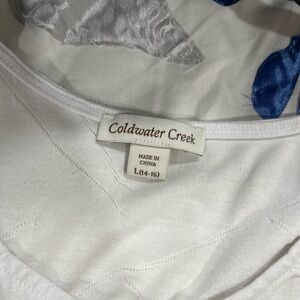 Coldwater Creek
MADE IN
CHINA
L(14-16)